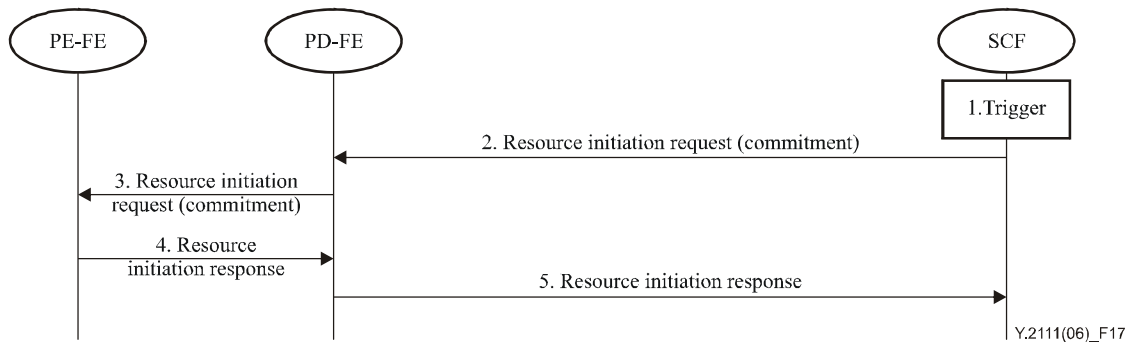 PE-FE
PD-FE
SCF
1.Trigger
2. Resource initiation request (commitment)
3. Resource initiation
request (commitment)
4. Resource
initiation response
5. Resource initiation response
Y.2111(06)_F17